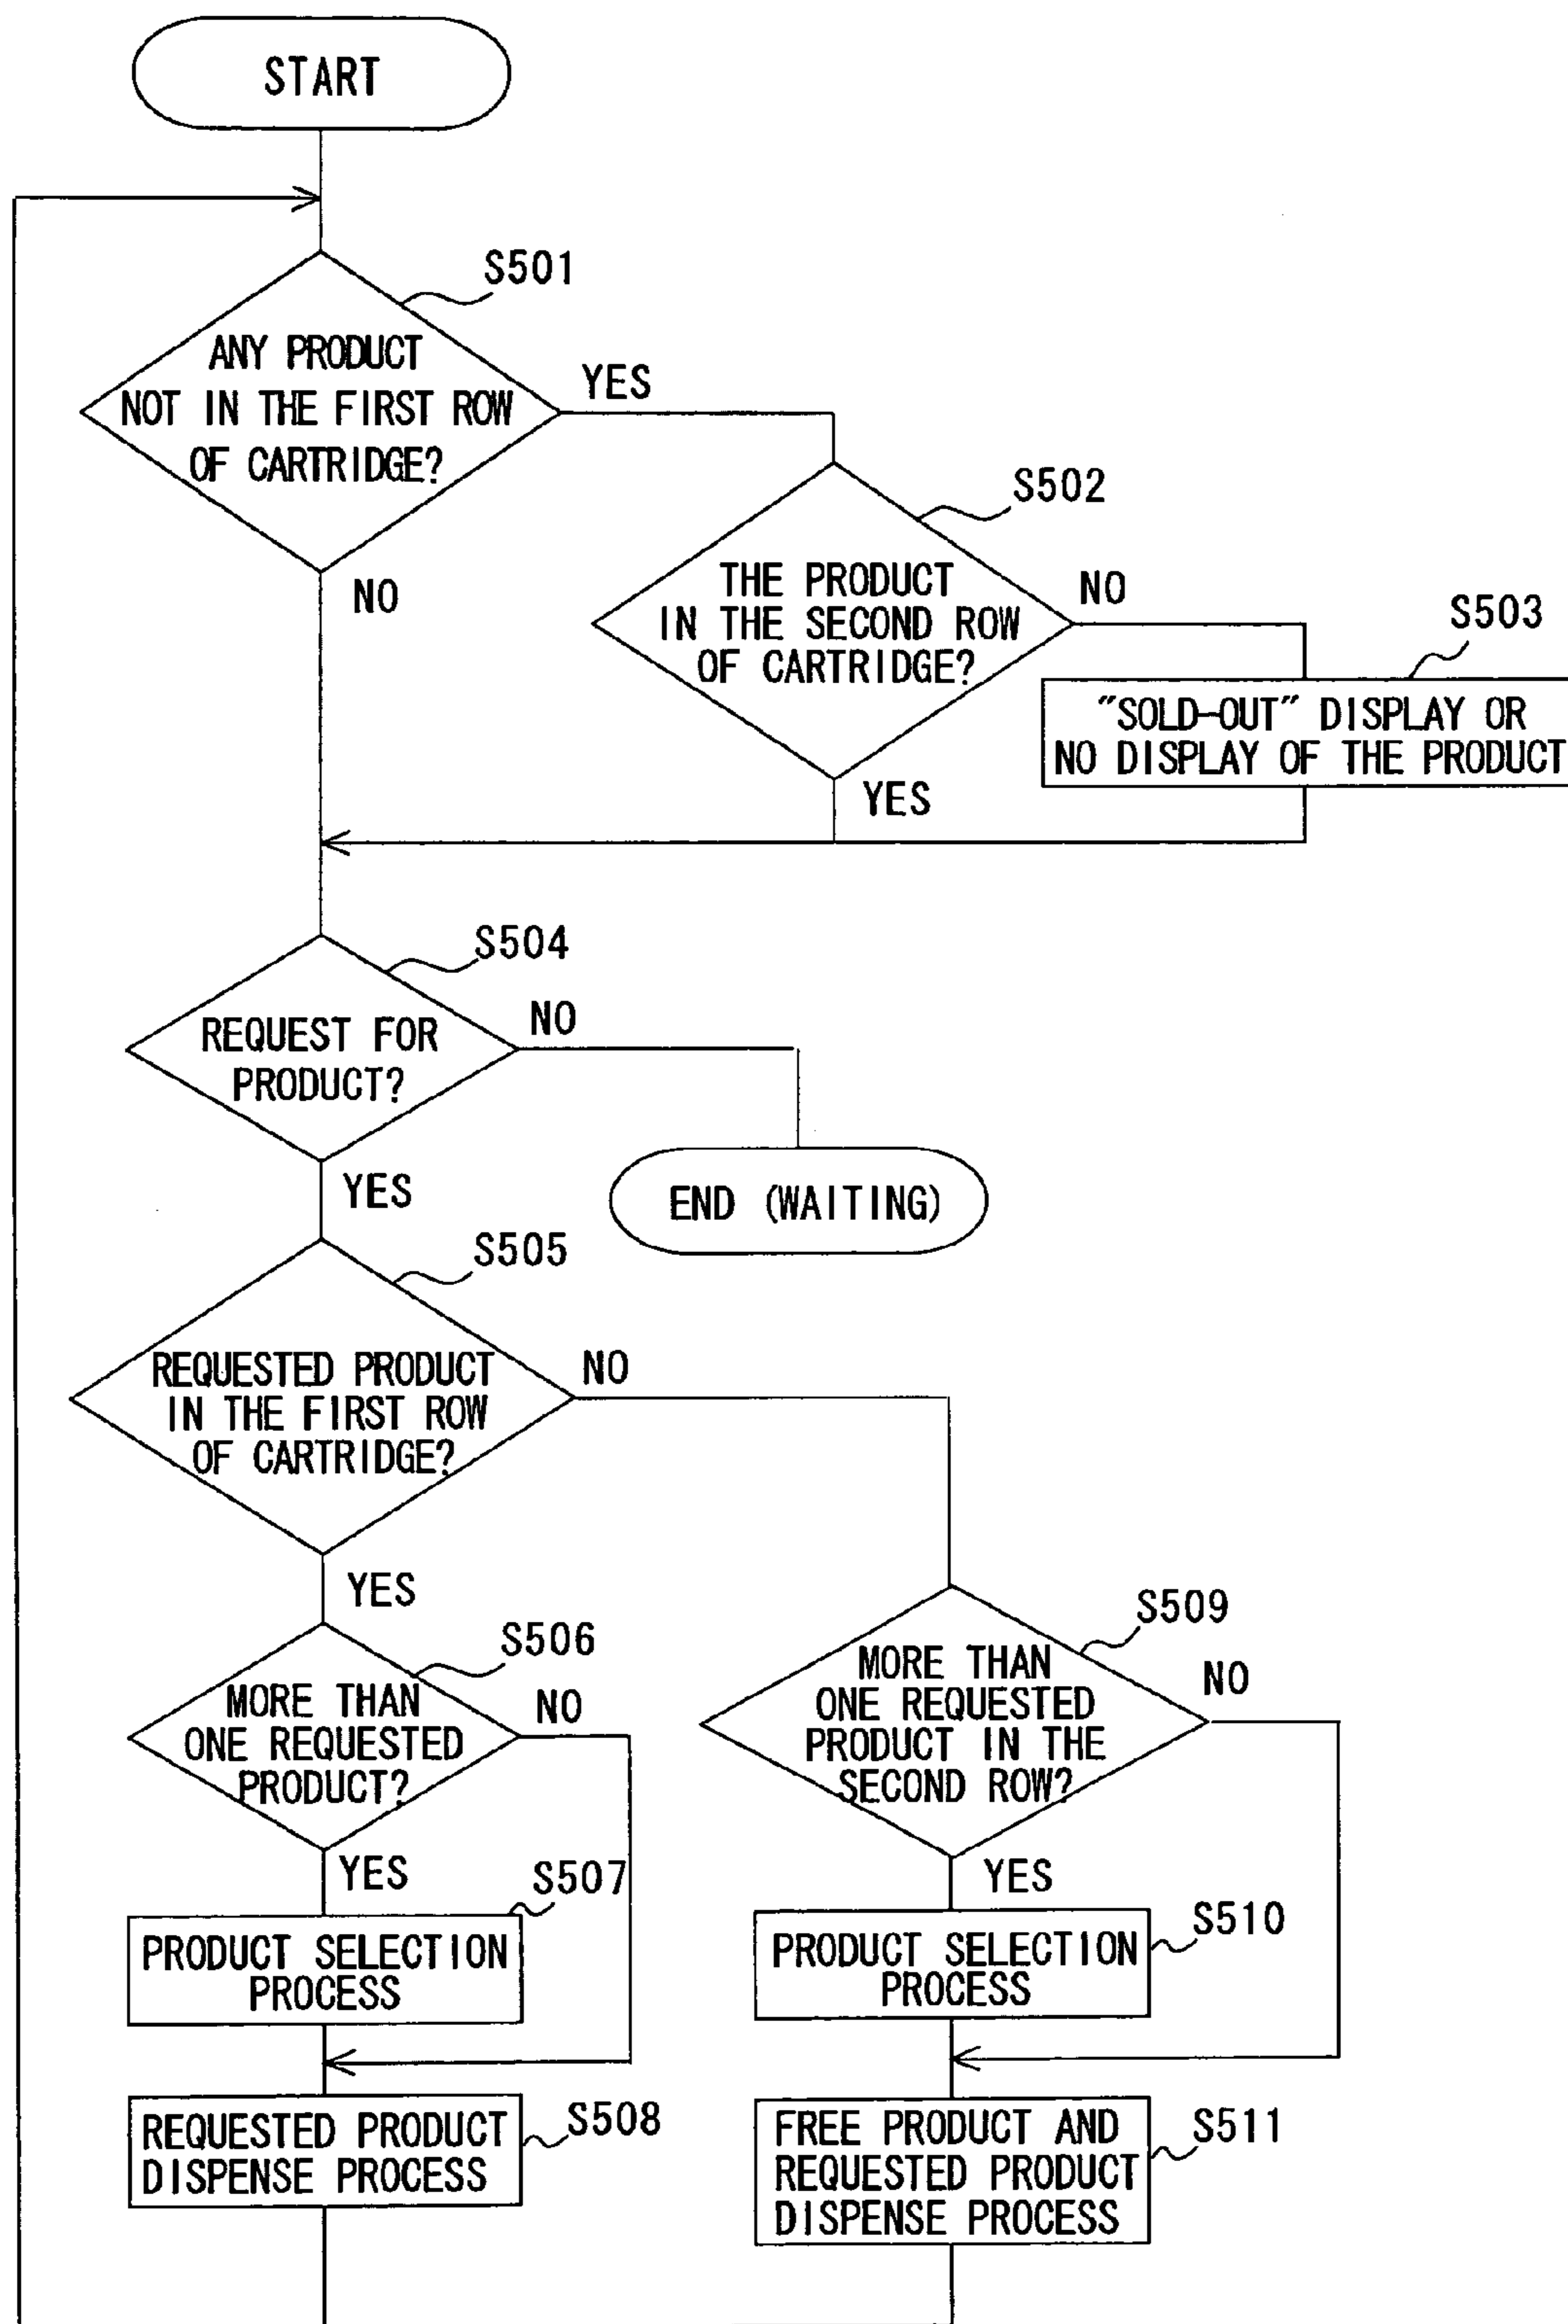 START
S501
ANY PRODUCT
NOT IN THE FIRST ROW
OF CARTRIDGE?
YES
NO
S502
THE PRODUCT
IN THE SECOND ROW
OF CARTRIDGE?
NO
YES
S503
"SOLD-OUT" DISPLAY OR
NO DISPLAY OF THE PRODUCT
S504
REQUEST FOR
PRODUCT?
NO
YES
END (WAITING)
S505
REQUESTED PRODUCT
IN THE FIRST ROW
OF CARTRIDGE?
NO
YES
S506
MORE THAN
ONE REQUESTED
PRODUCT?
NO
YES
S507
PRODUCT SELECTION
PROCESS
S508
REQUESTED PRODUCT
DISPENSE PROCESS
S509
MORE THAN
ONE REQUESTED
PRODUCT IN THE
SECOND ROW?
NO
YES
S510
PRODUCT SELECTION
PROCESS
S511
FREE PRODUCT AND
REQUESTED PRODUCT
DISPENSE PROCESS